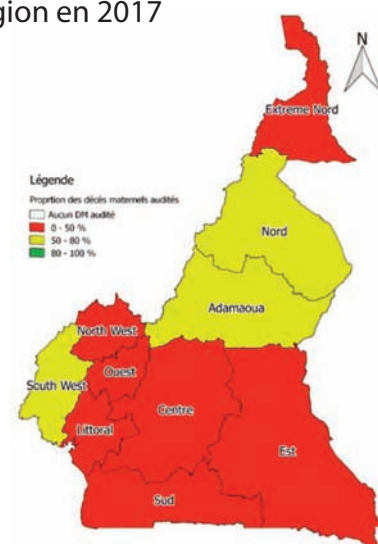 gion en 2017
N
Extreme Nord
Légende
Proprtion des décès maternels audités
Aucun DM audité
0 - 50 %
50 - 80 %
80 - 100 %
Nord
Adamaoua
North West
Ouest
South West
Littoral
Centre
Est
Sud